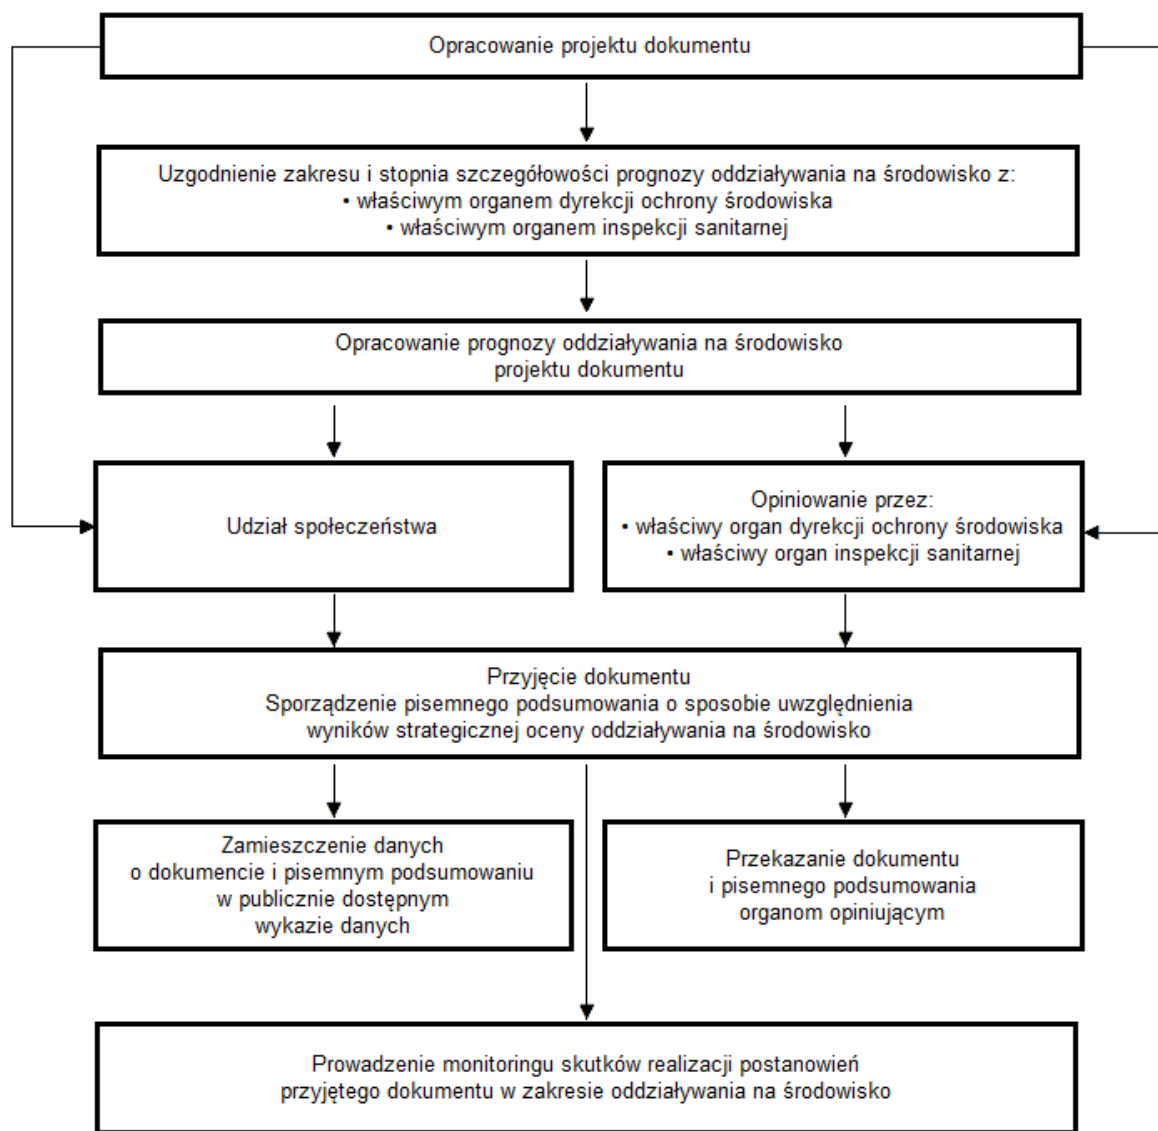 Opracowanie projektu dokumentu
Uzgodnienie zakresu i stopnia szczegółowości prognozy oddziaływania na środowisko z:
• właściwym organem dyrekcji ochrony środowiska
• właściwym organem inspekcji sanitarnej
Opracowanie prognozy oddziaływania na środowisko
projektu dokumentu
Udział społeczeństwa
Opiniowanie przez:
• właściwy organ dyrekcji ochrony środowiska
• właściwy organ inspekcji sanitarnej
Przyjęcie dokumentu
Sporządzenie pisemnego podsumowania o sposobie uwzględnienia
wyników strategicznej oceny oddziaływania na środowisko
Zamieszczenie danych
o dokumencie i pisemnym podsumowaniu
w publicznie dostępnym
wykazie danych
Przekazanie dokumentu
i pisemnego podsumowania
organom opiniującym
Prowadzenie monitoringu skutków realizacji postanowień
przyjętego dokumentu w zakresie oddziaływania na środowisko